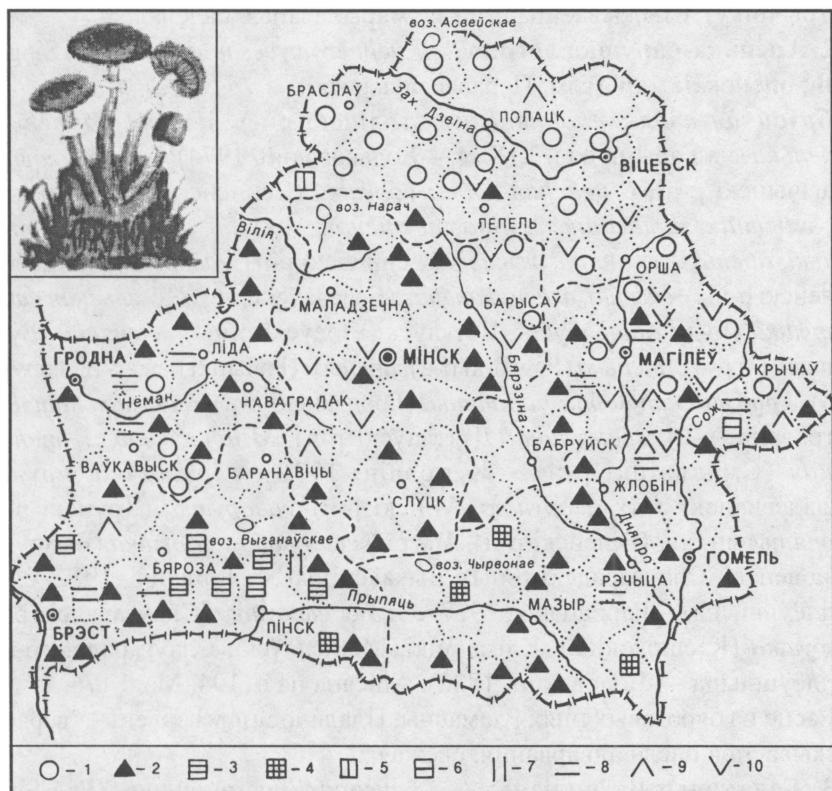 воз. Асвейскае
БРАСЛАЎ
Зах. Дзвіна
ПОЛАЦК
ВІЦЕБСК
воз. Нарач
ЛЕПЕЛЬ
Вілія
ОРША
МАЛАДЗЕЧНА
БАРЫСАЎ
ЛІДА
МІНСК
МАГІЛЁЎ
ГРОДНА
КРЫЧАЎ
Нёман
НАВАГРАДАК
Бярэзіна
Сож
ВАЎКАВЫСК
БАРАНАВІЧЫ
БАБРУЙСК
СЛУЦК
ЖЛОБІН
воз. Выганаўскае
Дняпро
БЯРОЗА
воз. Чырвонае
ГОМЕЛЬ
РЭЧЫЦА
Прыпяць
БРЭСТ
ПІНСК
МАЗЫР
- 1 - 2 - 3 - 4 - 5 - 6 - 7 - 8 - 9 - 10